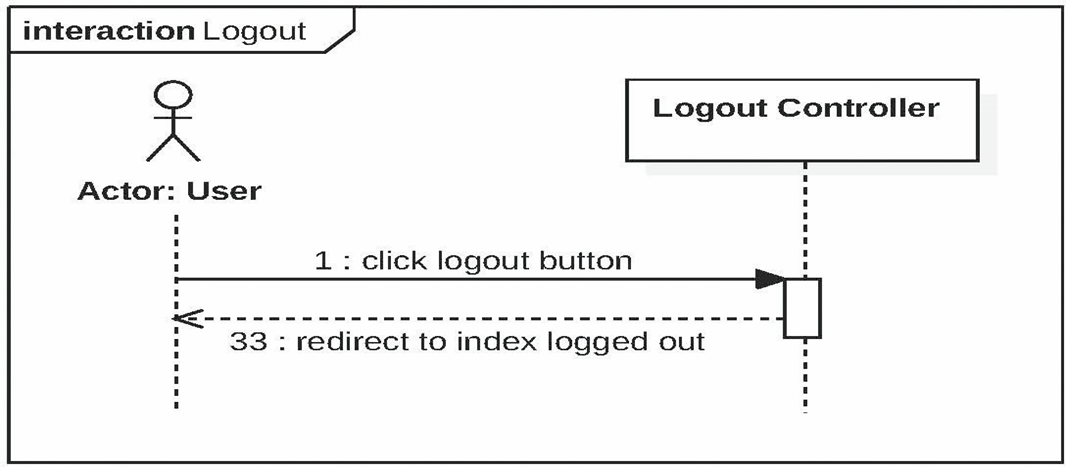 interaction Logout
Logout Controller
Actor: User
1 : click logout button
33 : redirect to index logged out